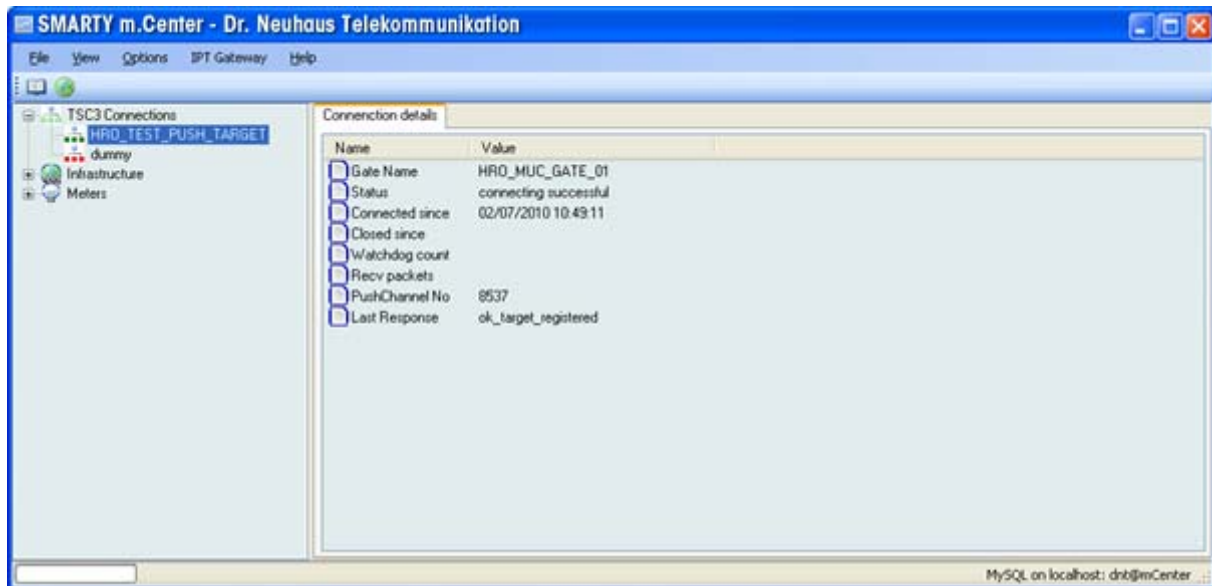 SMARTY m.Center - Dr. Neuhaus Telekommunikation
File View Options IPT Gateway Help
TSC3 Connections
HRO_TEST_PUSH_TARGET
dummy
Infrastructure
Meters
Connenction details
Name Value
Gate Name HRO_MUC_GATE_01
Status connecting successful
Connected since 02/07/2010 10:49:11
Closed since
Watchdog count
Recv packets
PushChannel No 8537
Last Response ok_target_registered
MySQL on localhost: dnt@mCenter